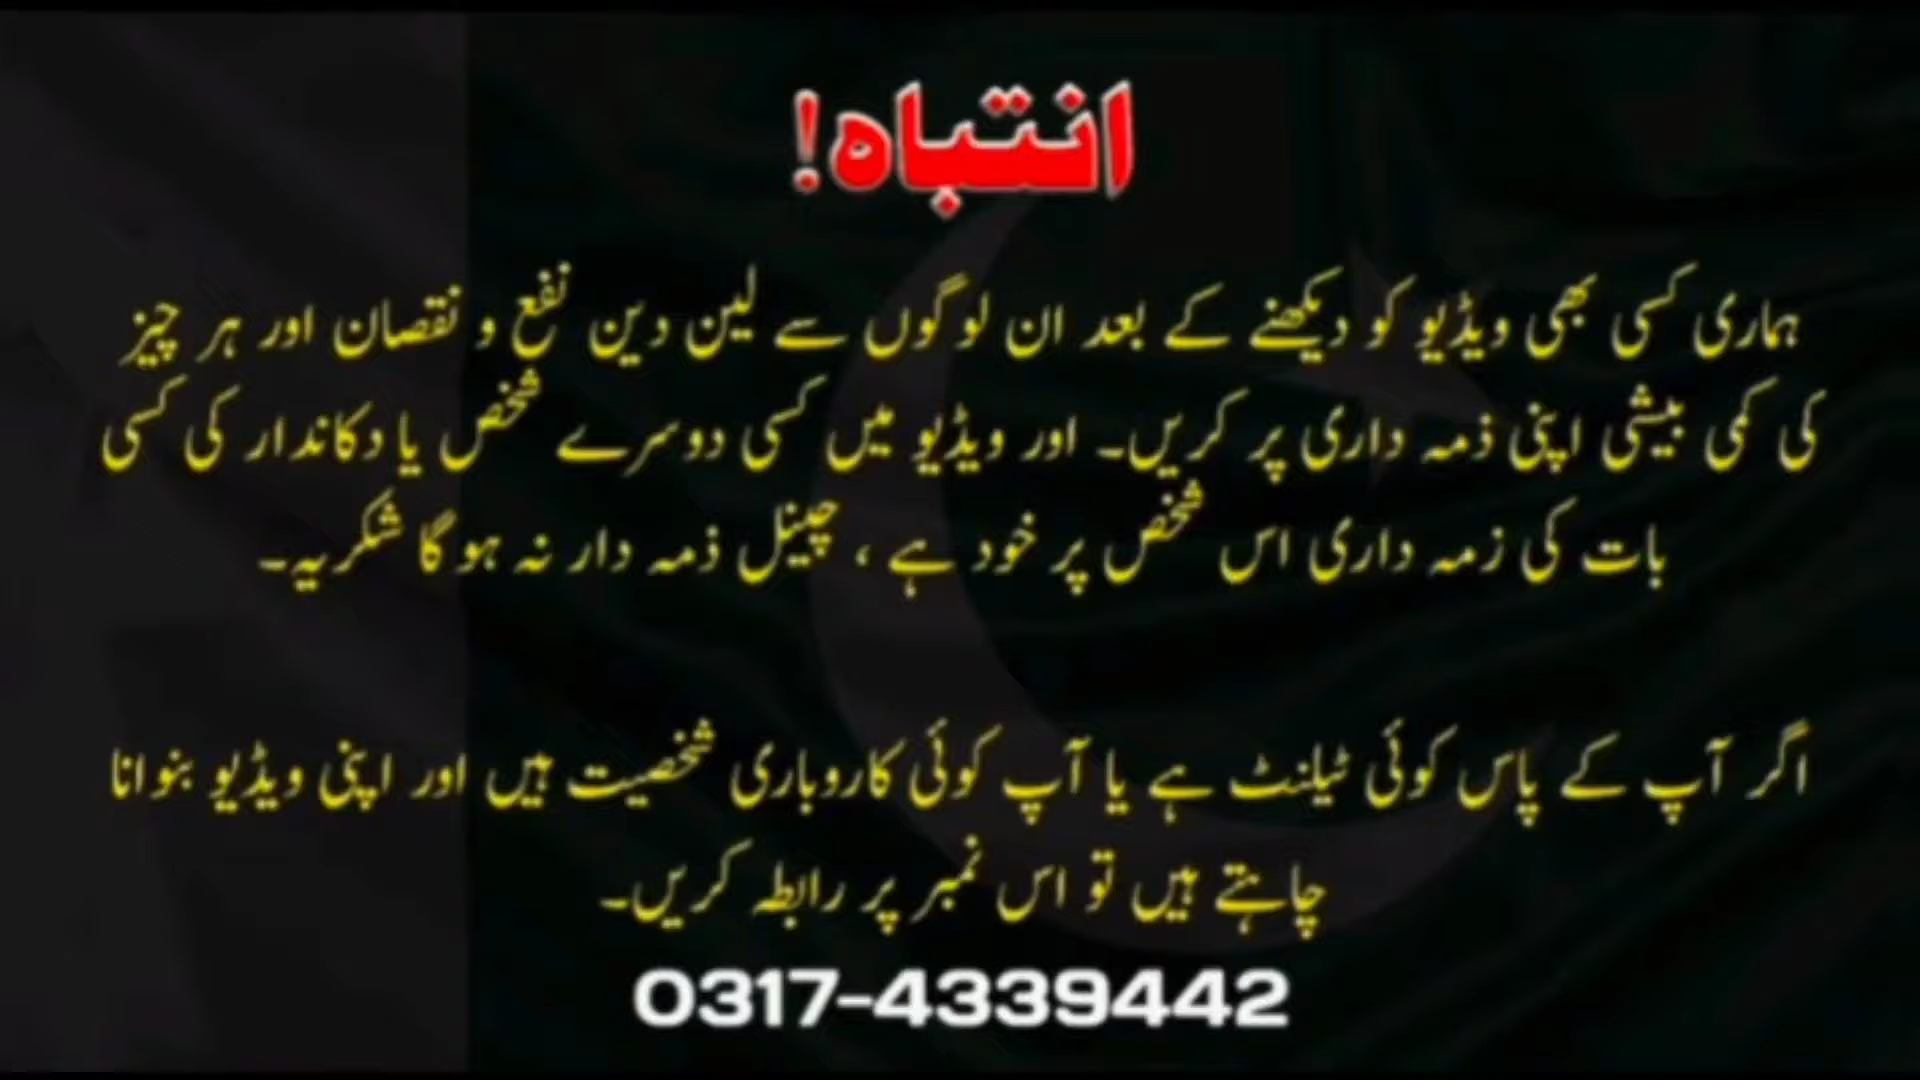 انتباہ!
ہماری کسی بھی ویڈیو کو دیکھنے کے بعد ان لوگوں سے لین دین نفع و نقصان اور ہر چیز
کی کمی بیشی اپنی ذمہ داری پر کریں۔ اور ویڈیو میں کسی دوسرے شخص یا دکاندار کی کسی
بات کی زمہ داری اس شخص پر خود ہے ، چینل ذمہ دار نہ ہو گا شکریہ۔
اگر آپ کے پاس کوئی ٹیلنٹ ہے یا آپ کوئی کاروباری شخصیت ہیں اور اپنی ویڈیو بنوانا
چاہتے ہیں تو اس نمبر پر رابطہ کریں۔
0317-4339442